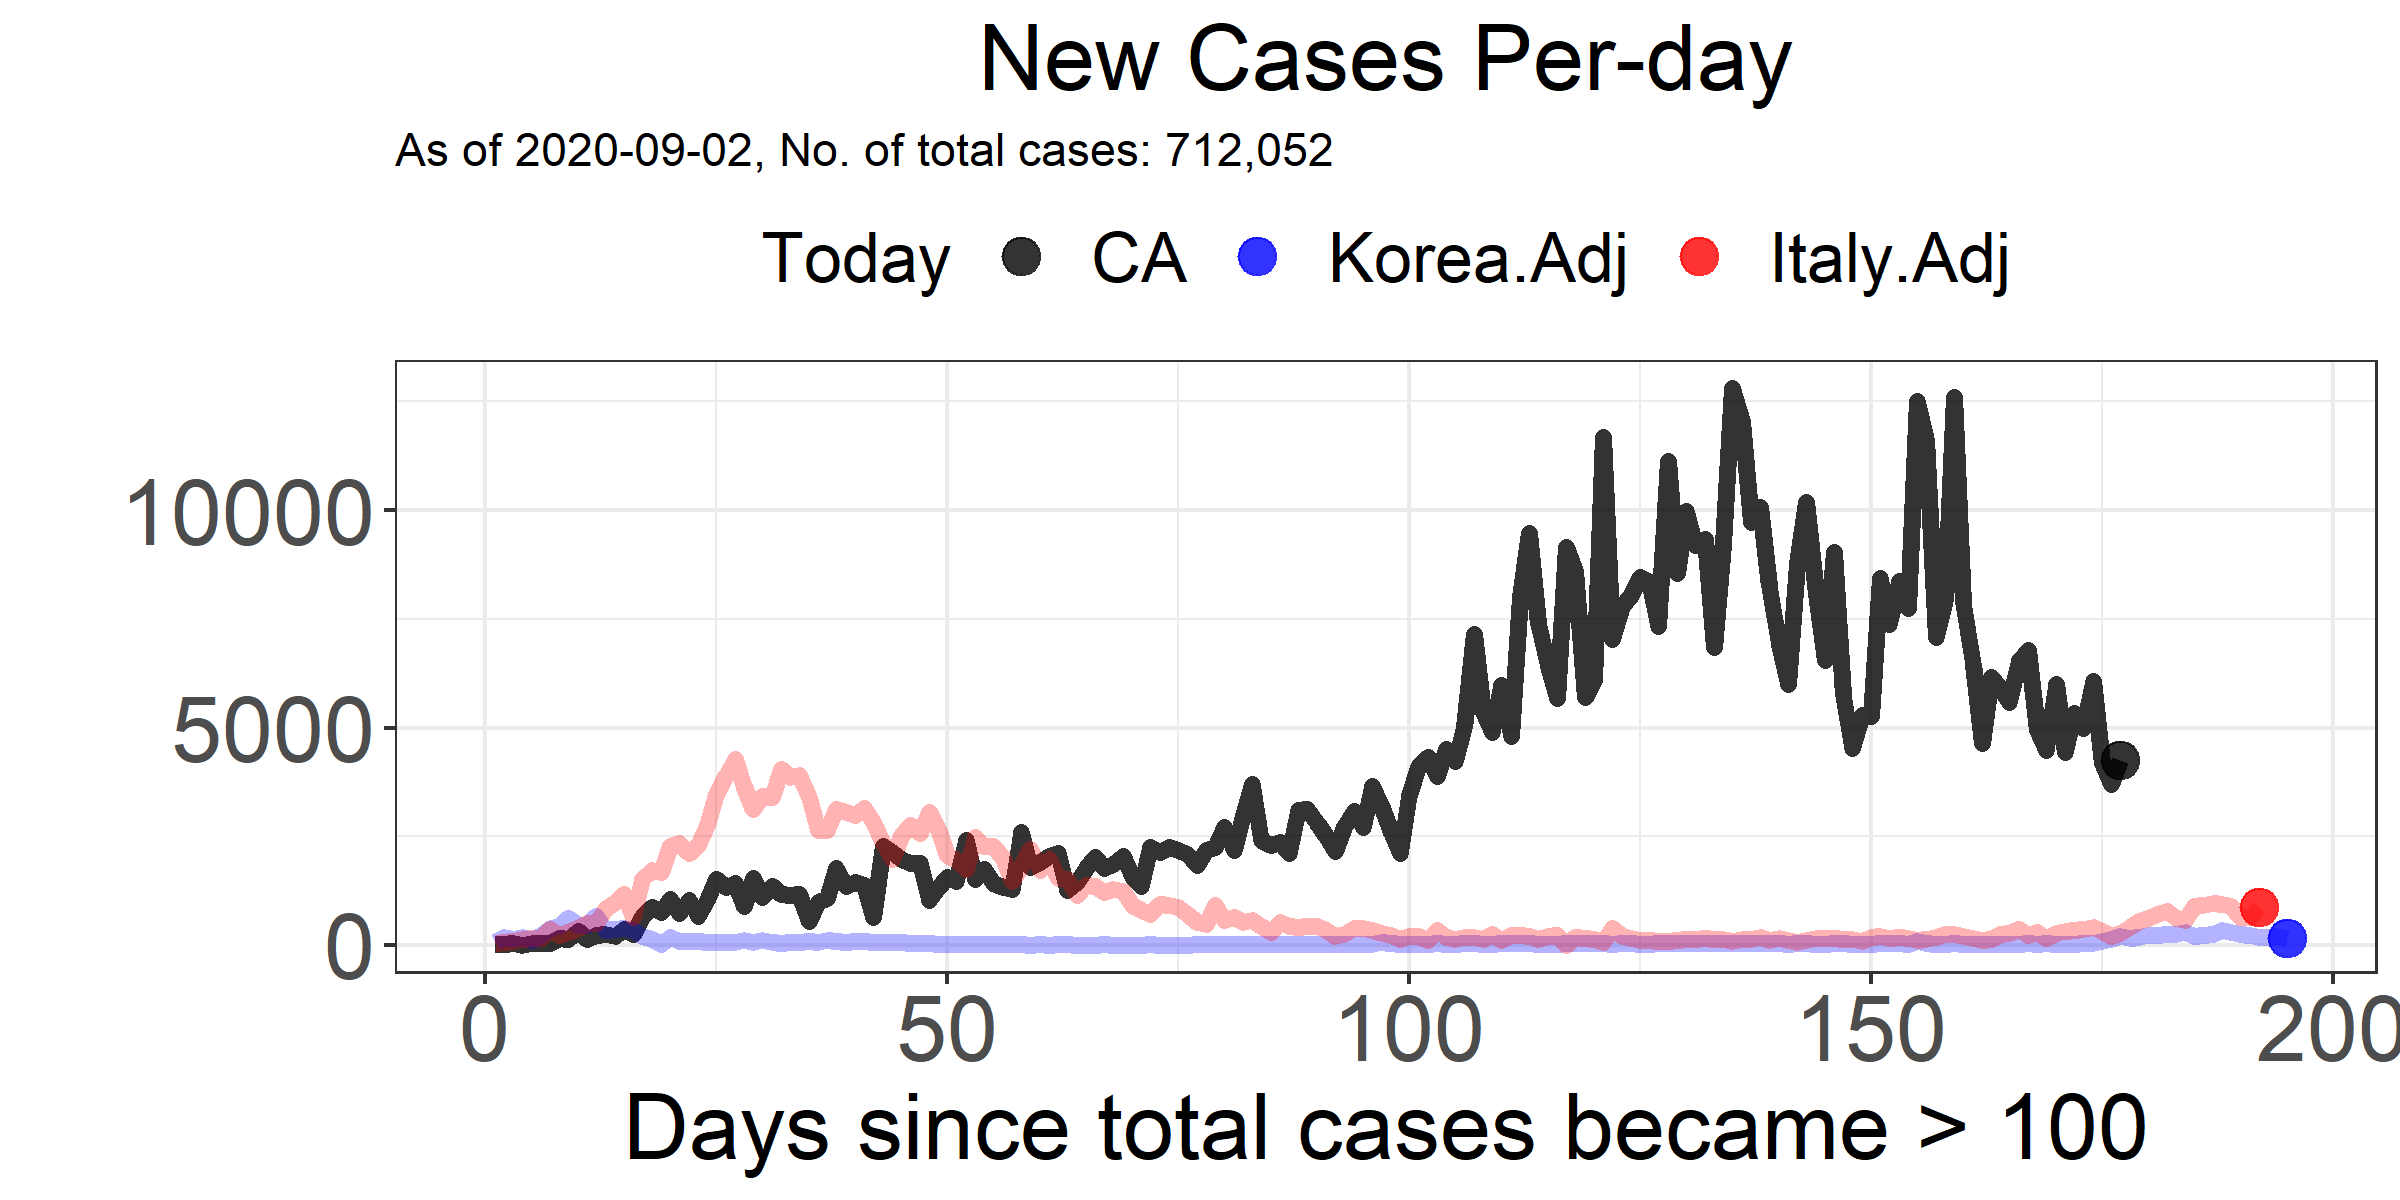 New Cases Per-day
As of 2020-09-02, No. of total cases: 712,052
Today CA Korea.Adj Italy.Adj
10000
5000
0
0 50 100 150 200
Days since total cases became > 100